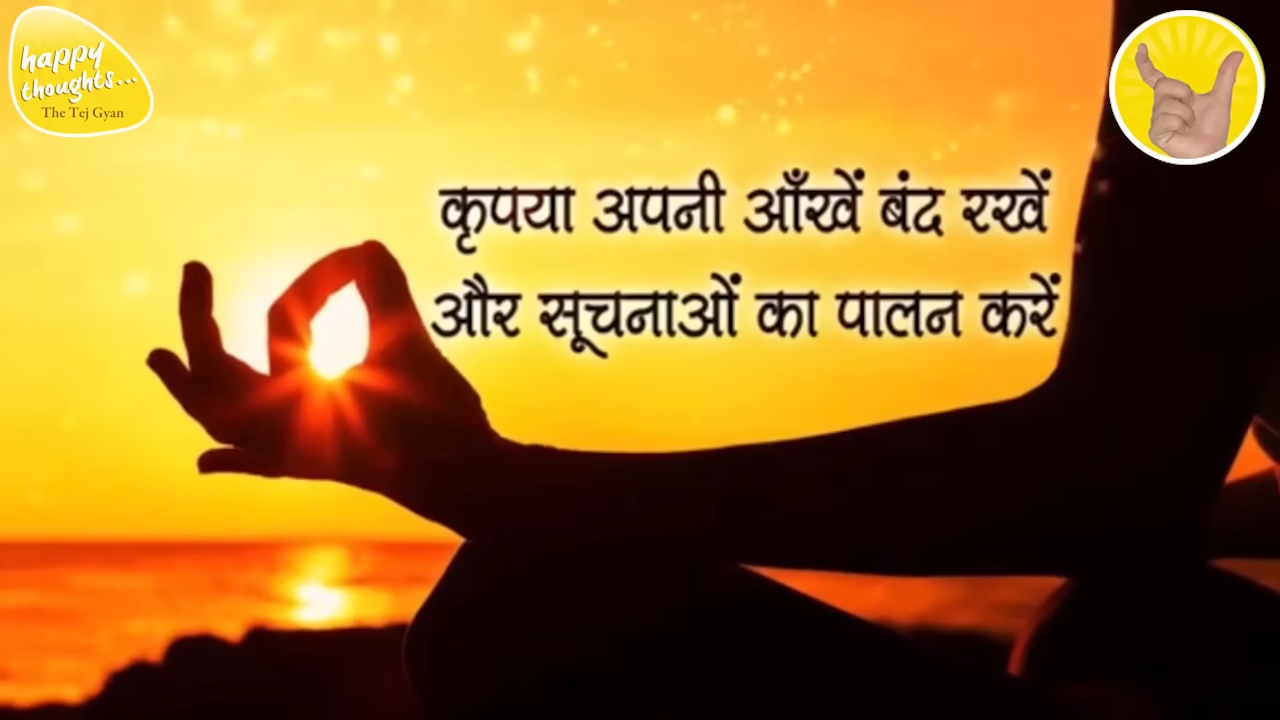 happy
thoughts...
The Tej Gyan
कृपया अपनी आँखें बंद रखें
और सूचनाओं का पालन करें